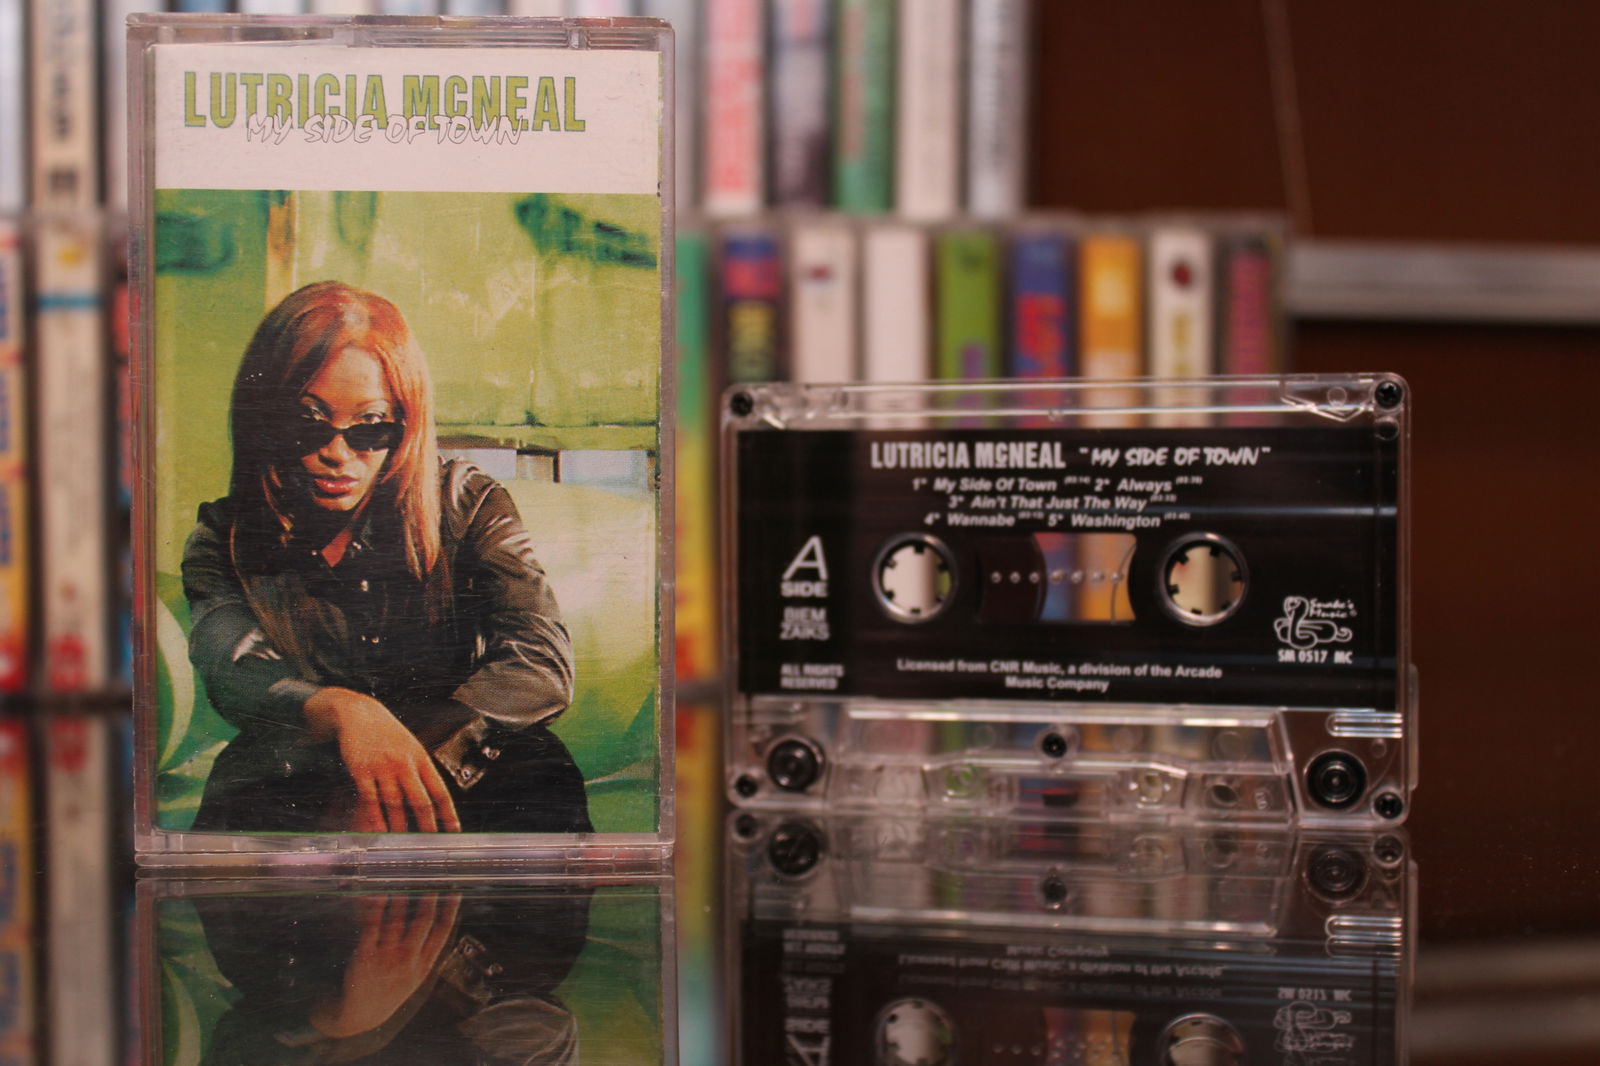 LUTRICIA McNEAL
MY SIDE OF TOWN
LUTRICIA McNEAL "MY SIDE OF TOWN"
1* My Side Of Town 2* Always
3* Ain't That Just The Way
4* Wannabe 5* Washington
A
SIDE
BIEM
ZAIKS
ALL RIGHTS
RESERVED
Licensed from CNR Music, a division of the Arcade
Music Company
Snake's
Music
SM 0517 MC